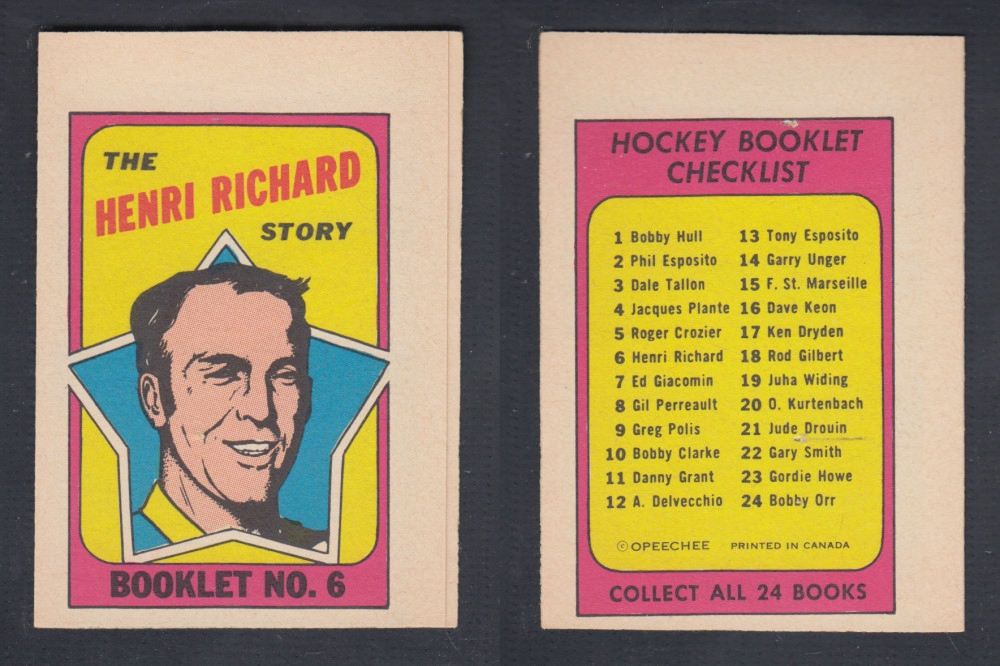 THE
HENRI RICHARD
STORY
BOOKLET NO. 6
HOCKEY BOOKLET
CHECKLIST
1 Bobby Hull
2 Phil Esposito
3 Dale Tallon
4 Jacques Plante
5 Roger Crozier
6 Henri Richard
7 Ed Giacomin
8 Gil Perreault
9 Greg Polis
10 Bobby Clarke
11 Danny Grant
12 A. Delvecchio
13 Tony Esposito
14 Garry Unger
15 F. St. Marseille
16 Dave Keon
17 Ken Dryden
18 Rod Gilbert
19 Juha Widing
20 O. Kurtenbach
21 Jude Drouin
22 Gary Smith
23 Gordie Howe
24 Bobby Orr
© OPEECHEE PRINTED IN CANADA
COLLECT ALL 24 BOOKS